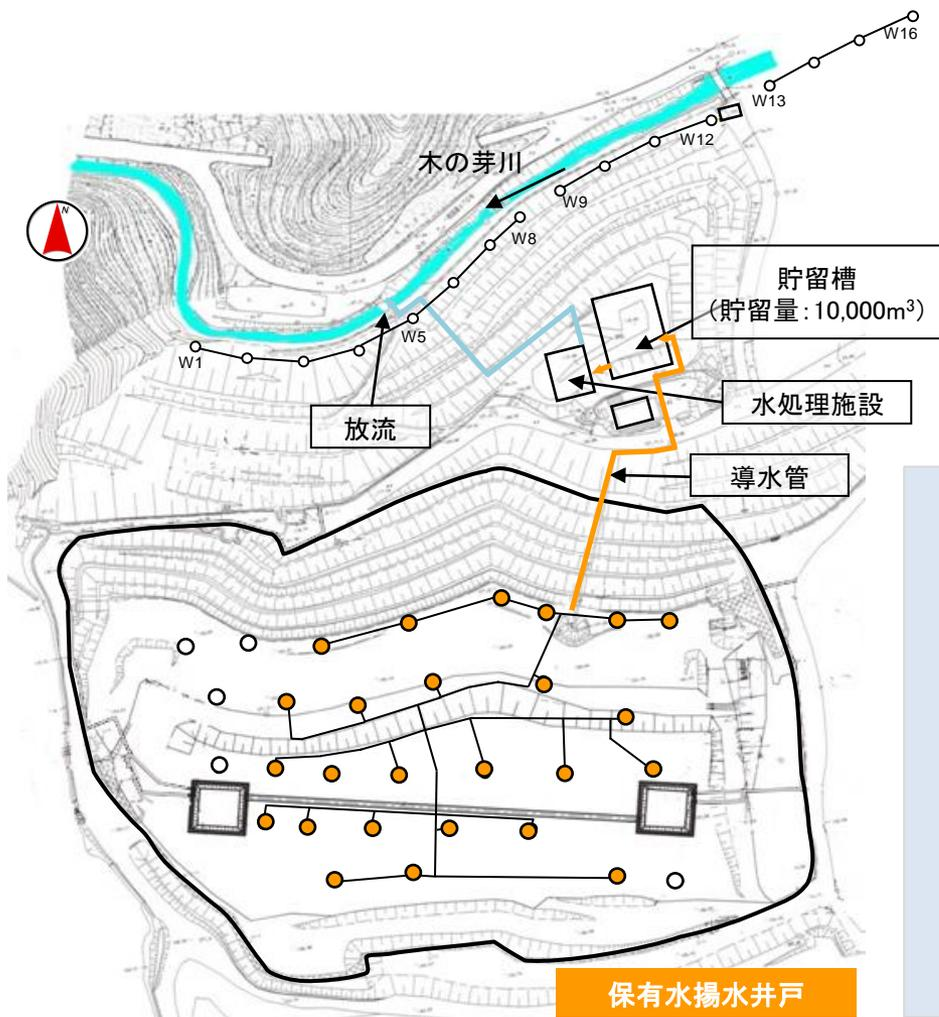 W16
W13
W12
木の芽川
W9
N
W8
貯留槽
(貯留量:10,000m³)
W5
W1
水処理施設
放流
導水管
保有水揚水井戸